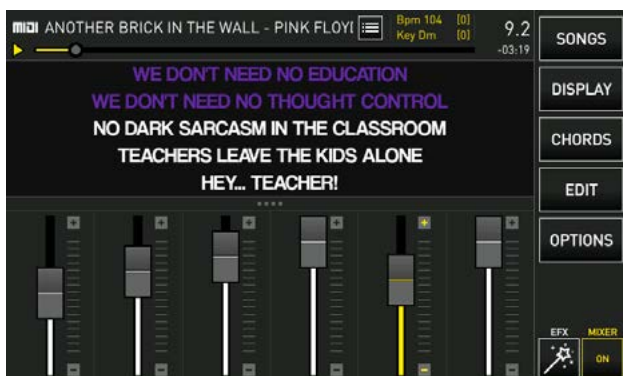 MIDI ANOTHER BRICK IN THE WALL - PINK FLOYD
Bpm 104 [0]
Key Dm [0]
9.2
-03:19
WE DON'T NEED NO EDUCATION
WE DON'T NEED NO THOUGHT CONTROL
NO DARK SARCASM IN THE CLASSROOM
TEACHERS LEAVE THE KIDS ALONE
HEY... TEACHER!
SONGS
DISPLAY
CHORDS
EDIT
OPTIONS
EFX MIXER
ON